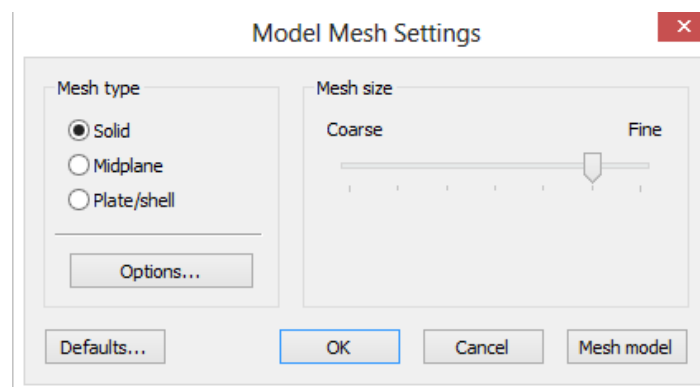 Model Mesh Settings
Mesh type
Solid
Midplane
Plate/shell
Options...
Mesh size
Coarse
Fine
Defaults...
OK
Cancel
Mesh model